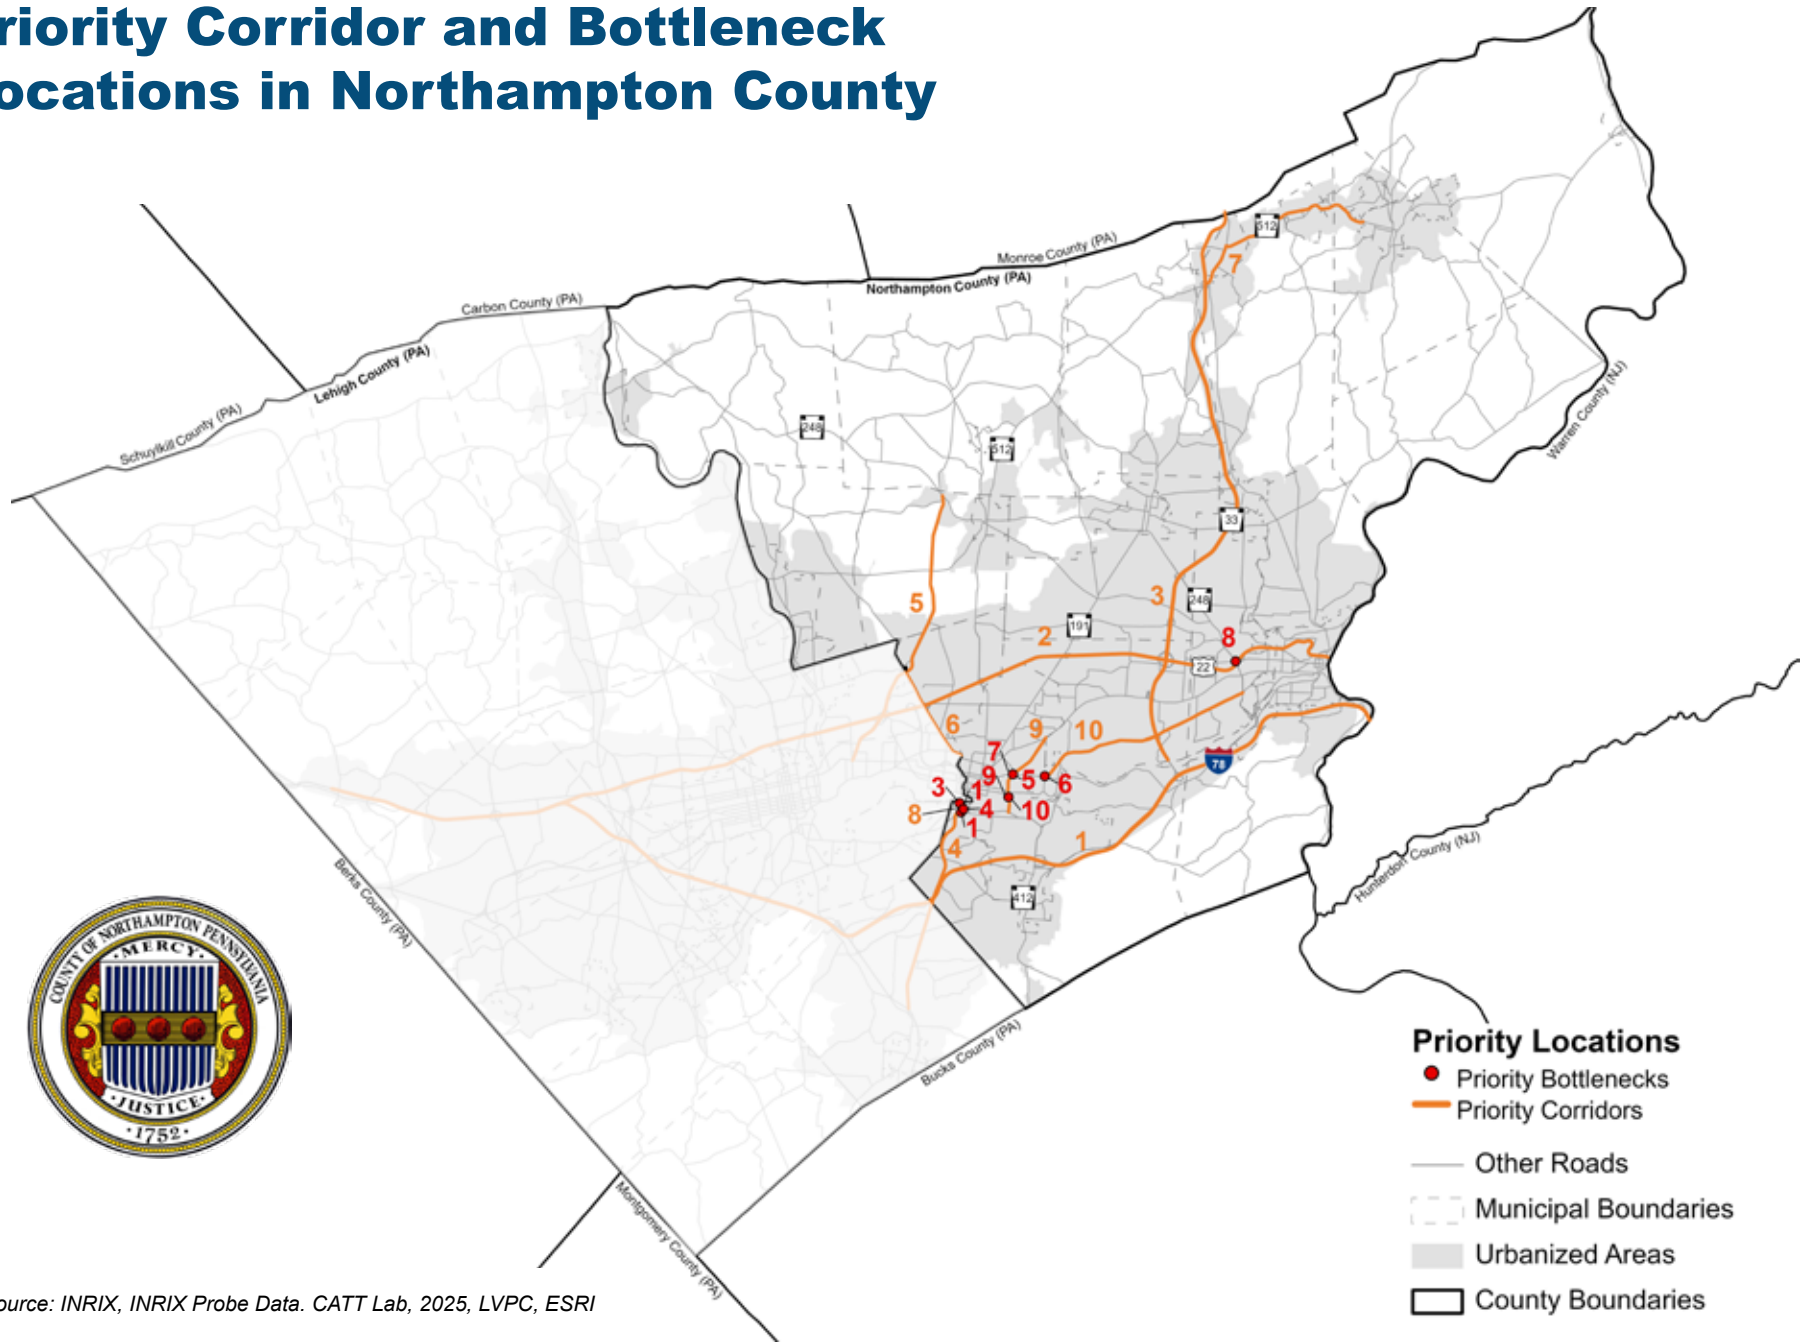 riority Corridor and Bottleneck
ocations in Northampton County
Monroe County (PA)
Northampton County (PA)
Carbon County (PA)
Lehigh County (PA)
Schuylkill County (PA)
Warren County (NJ)
Hunterdon County (NJ)
Berks County (PA)
Bucks County (PA)
Montgomery County (PA)
512
7
248
512
33
5
3
248
191
2
8
22
6
9
10
7
78
9
5
6
3
1
10
8
4
1
4
1
412
COUNTY OF NORTHAMPTON PENNSYLVANIA
·MERCY·
·JUSTICE·
·1752·
Priority Locations
Priority Bottlenecks
Priority Corridors
Other Roads
Municipal Boundaries
Urbanized Areas
County Boundaries
ource: INRIX, INRIX Probe Data. CATT Lab, 2025, LVPC, ESRI